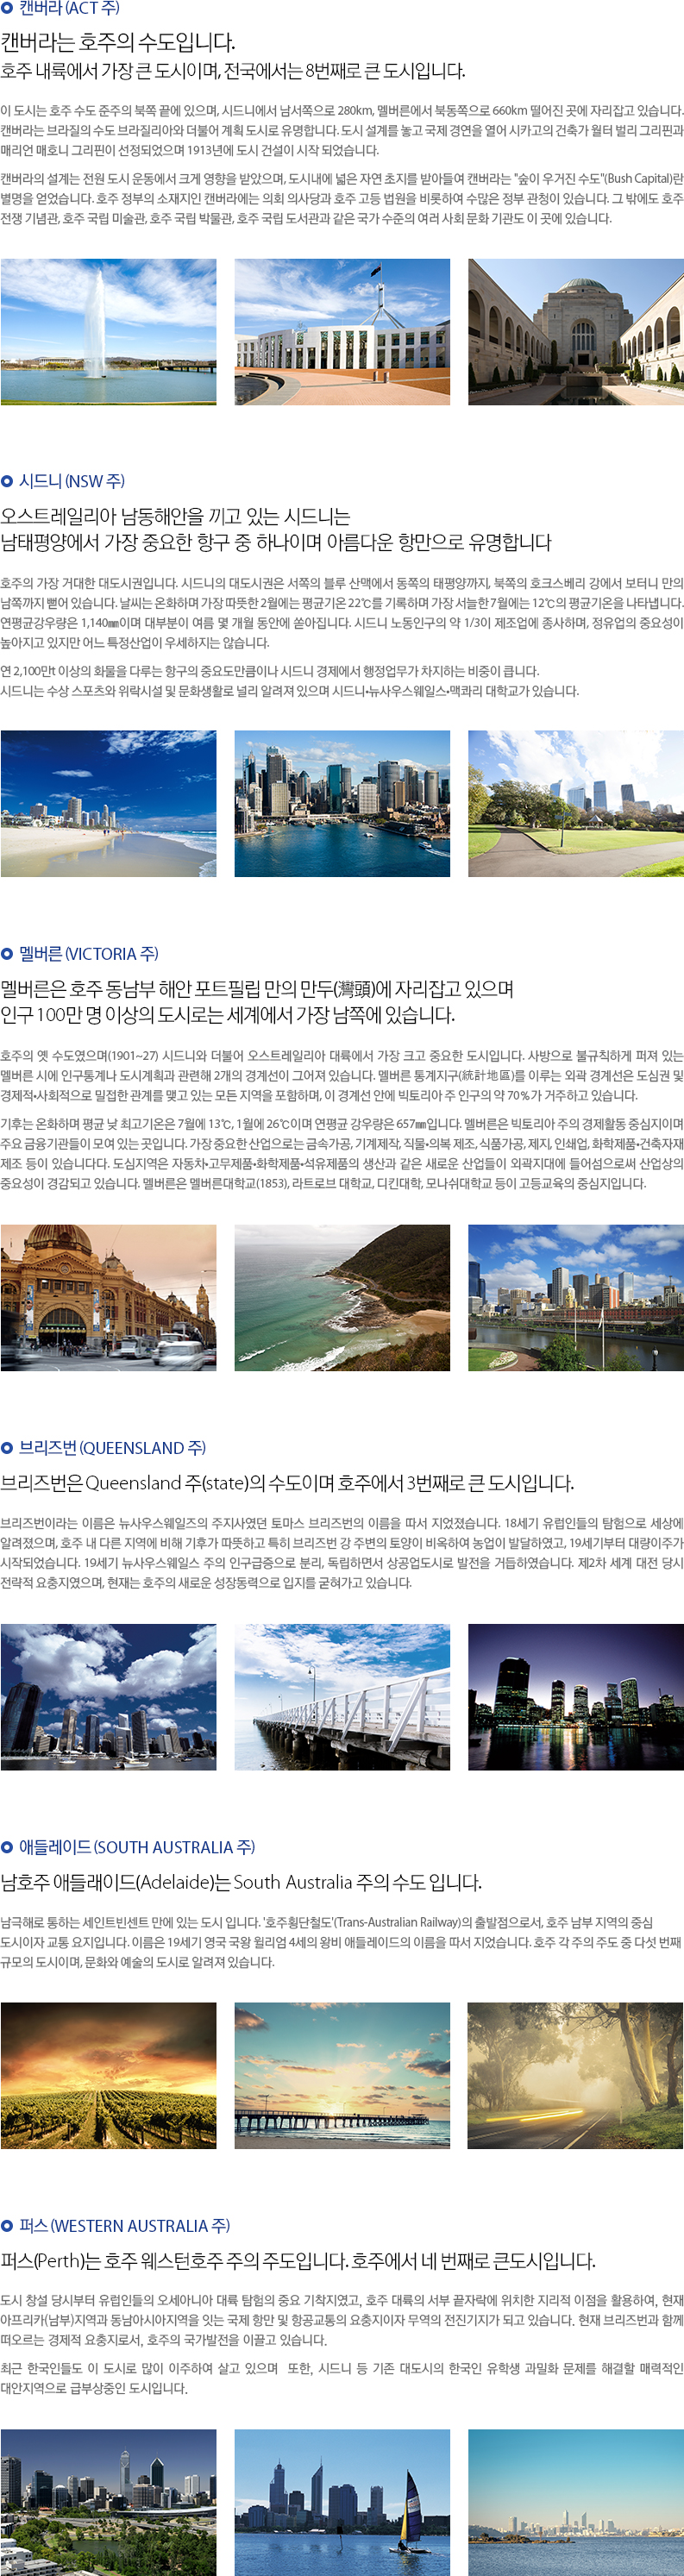 캔버라 (ACT 주)
캔버라는 호주의 수도입니다.
호주 내륙에서 가장 큰 도시이며, 전국에서는 8번째로 큰 도시입니다.
이 도시는 호주 수도 준주의 북쪽 끝에 있으며, 시드니에서 남서쪽으로 280km, 멜버른에서 북동쪽으로 660km 떨어진 곳에 자리잡고 있습니다.
캔버라는 브라질의 수도 브라질리아와 더불어 계획 도시로 유명합니다. 도시 설계를 놓고 국제 경연을 열어 시카고의 건축가 월터 벌리 그리핀과
매리언 매호니 그리핀이 선정되었으며 1913년에 도시 건설이 시작 되었습니다.
캔버라의 설계는 전원 도시 운동에서 크게 영향을 받았으며, 도시내에 넓은 자연 초지를 받아들여 캔버라는 "숲이 우거진 수도"(Bush Capital)란
별명을 얻었습니다. 호주 정부의 소재지인 캔버라에는 의회 의사당과 호주 고등 법원을 비롯하여 수많은 정부 관청이 있습니다. 그 밖에도 호주
전쟁 기념관, 호주 국립 미술관, 호주 국립 박물관, 호주 국립 도서관과 같은 국가 수준의 여러 사회 문화 기관도 이 곳에 있습니다.
시드니 (NSW 주)
오스트레일리아 남동해안을 끼고 있는 시드니는
남태평양에서 가장 중요한 항구 중 하나이며 아름다운 항만으로 유명합니다
호주의 가장 거대한 대도시권입니다. 시드니의 대도시권은 서쪽의 블루 산맥에서 동쪽의 태평양까지, 북쪽의 호크스베리 강에서 보터니 만의
남쪽까지 뻗어 있습니다. 날씨는 온화하며 가장 따뜻한 2월에는 평균기온 22℃를 기록하며 가장 서늘한 7월에는 12℃의 평균기온을 나타냅니다.
연평균강우량은 1,140㎜이며 대부분이 여름 몇 개월 동안에 쏟아집니다. 시드니 노동인구의 약 1/3이 제조업에 종사하며, 정유업의 중요성이
높아지고 있지만 어느 특정산업이 우세하지는 않습니다.
연 2,100만t 이상의 화물을 다루는 항구의 중요도만큼이나 시드니 경제에서 행정업무가 차지하는 비중이 큽니다.
시드니는 수상 스포츠와 위락시설 및 문화생활로 널리 알려져 있으며 시드니•뉴사우스웨일스•맥콰리 대학교가 있습니다.
멜버른 (VICTORIA 주)
멜버른은 호주 동남부 해안 포트필립 만의 만두(灣頭)에 자리잡고 있으며
인구 100만 명 이상의 도시로는 세계에서 가장 남쪽에 있습니다.
호주의 옛 수도였으며(1901~27) 시드니와 더불어 오스트레일리아 대륙에서 가장 크고 중요한 도시입니다. 사방으로 불규칙하게 퍼져 있는
멜버른 시에 인구통계나 도시계획과 관련해 2개의 경계선이 그어져 있습니다. 멜버른 통계지구(統計地區)를 이루는 외곽 경계선은 도심권 및
경제적•사회적으로 밀접한 관계를 맺고 있는 모든 지역을 포함하며, 이 경계선 안에 빅토리아 주 인구의 약 70%가 거주하고 있습니다.
기후는 온화하며 평균 낮 최고기온은 7월에 13℃, 1월에 26℃이며 연평균 강우량은 657㎜입니다. 멜버른은 빅토리아 주의 경제활동 중심지이며
주요 금융기관들이 모여 있는 곳입니다. 가장 중요한 산업으로는 금속가공, 기계제작, 직물•의복 제조, 식품가공, 제지, 인쇄업, 화학제품•건축자재
제조 등이 있습니다다. 도심지역은 자동차•고무제품•화학제품•석유제품의 생산과 같은 새로운 산업들이 외곽지대에 들어섬으로써 산업상의
중요성이 경감되고 있습니다. 멜버른은 멜버른대학교(1853), 라트로브 대학교, 디킨대학, 모나쉬대학교 등이 고등교육의 중심지입니다.
브리즈번 (QUEENSLAND 주)
브리즈번은 Queensland 주(state)의 수도이며 호주에서 3번째로 큰 도시입니다.
브리즈번이라는 이름은 뉴사우스웨일즈의 주지사였던 토마스 브리즈번의 이름을 따서 지었졌습니다. 18세기 유럽인들의 탐험으로 세상에
알려졌으며, 호주 내 다른 지역에 비해 기후가 따뜻하고 특히 브리즈번 강 주변의 토양이 비옥하여 농업이 발달하였고, 19세기부터 대량이주가
시작되었습니다. 19세기 뉴사우스웨일스 주의 인구급증으로 분리, 독립하면서 상공업도시로 발전을 거듭하였습니다. 제2차 세계 대전 당시
전략적 요충지였으며, 현재는 호주의 새로운 성장동력으로 입지를 굳혀가고 있습니다.
애들레이드 (SOUTH AUSTRALIA 주)
남호주 애들래이드(Adelaide)는 South Australia 주의 수도 입니다.
남극해로 통하는 세인트빈센트 만에 있는 도시 입니다. '호주횡단철도'(Trans-Australian Railway)의 출발점으로서, 호주 남부 지역의 중심
도시이자 교통 요지입니다. 이름은 19세기 영국 국왕 윌리엄 4세의 왕비 애들레이드의 이름을 따서 지었습니다. 호주 각 주의 주도 중 다섯 번째
규모의 도시이며, 문화와 예술의 도시로 알려져 있습니다.
퍼스 (WESTERN AUSTRALIA 주)
퍼스(Perth)는 호주 웨스턴호주 주의 주도입니다. 호주에서 네 번째로 큰도시입니다.
도시 창설 당시부터 유럽인들의 오세아니아 대륙 탐험의 중요 기착지였고, 호주 대륙의 서부 끝자락에 위치한 지리적 이점을 활용하여, 현재
아프리카(남부)지역과 동남아시아지역을 잇는 국제 항만 및 항공교통의 요충지이자 무역의 전진기지가 되고 있습니다. 현재 브리즈번과 함께
떠오르는 경제적 요충지로서, 호주의 국가발전을 이끌고 있습니다.
최근 한국인들도 이 도시로 많이 이주하여 살고 있으며 또한, 시드니 등 기존 대도시의 한국인 유학생 과밀화 문제를 해결할 매력적인
대안지역으로 급부상중인 도시입니다.